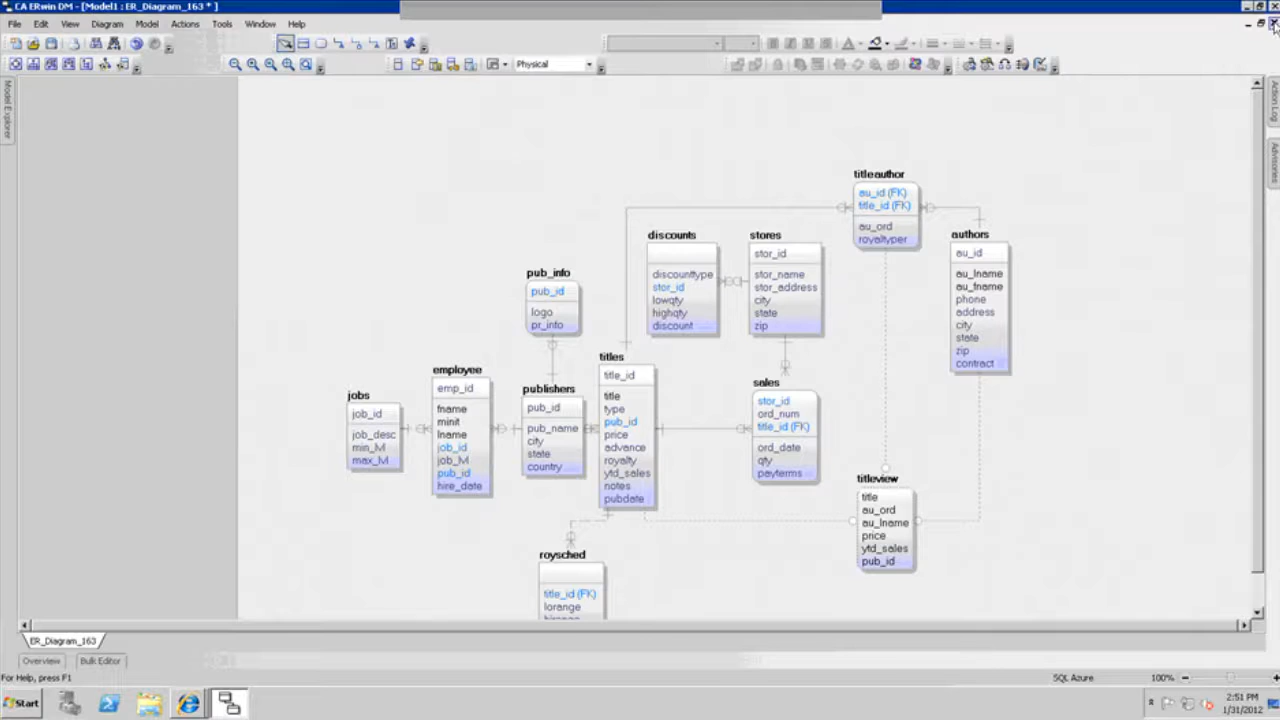 CA ERwin DM - [Model1 : ER_Diagram_163 * ]
File Edit View Diagram Model Actions Tools Window Help
Physical
Model Explorer
Action Log
Advisories
titleauthor
au_id (FK)
title_id (FK)
au_ord
royaltyper
authors
au_id
au_lname
au_fname
phone
address
city
state
zip
contract
discounts
discounttype
stor_id
lowqty
highqty
discount
stores
stor_id
stor_name
stor_address
city
state
zip
pub_info
pub_id
logo
pr_info
titles
title_id
title
type
pub_id
price
advance
royalty
ytd_sales
notes
pubdate
employee
emp_id
fname
minit
lname
job_id
job_lvl
pub_id
hire_date
publishers
pub_id
pub_name
city
state
country
jobs
job_id
job_desc
min_lvl
max_lvl
sales
stor_id
ord_num
title_id (FK)
ord_date
qty
payterms
titleview
title
au_ord
au_lname
price
ytd_sales
pub_id
roysched
title_id (FK)
lorange
ER_Diagram_163
Overview Bulk Editor
For Help, press F1
SQL Azure
100%
Start
2:51 PM
1/31/2012